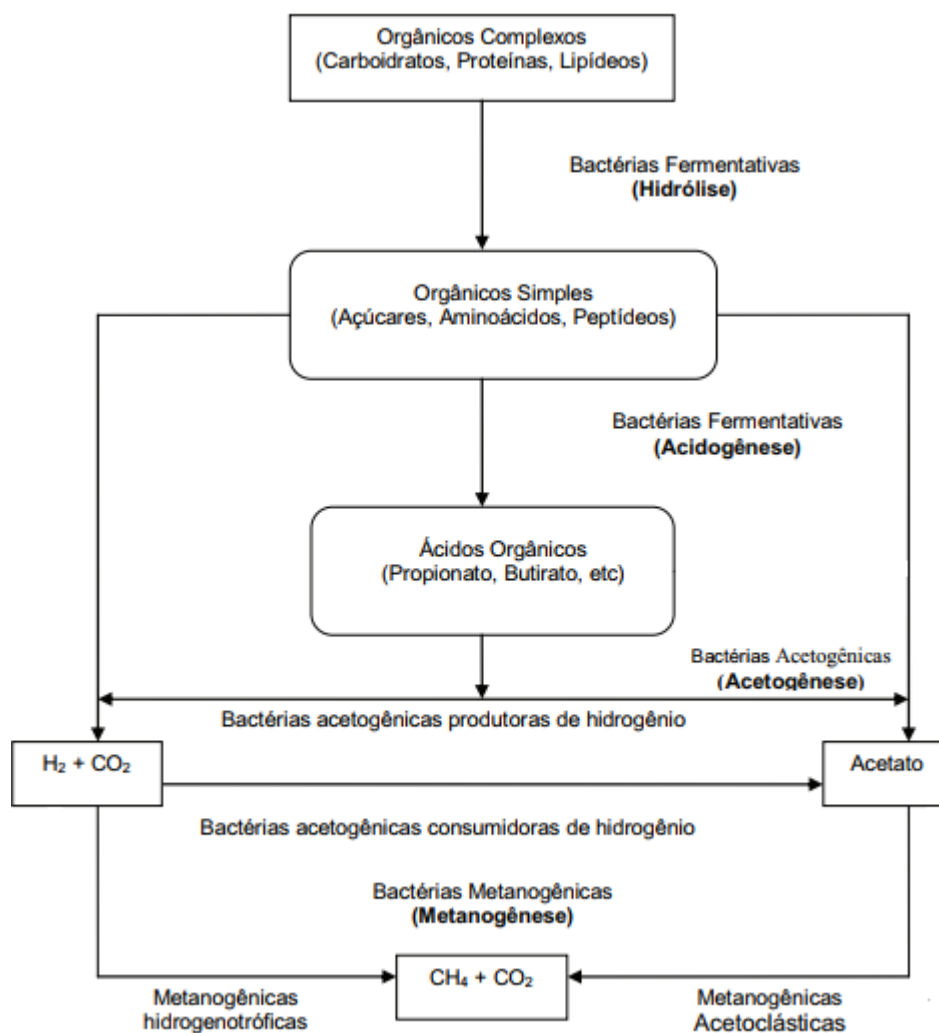 Orgânicos Complexos
(Carboidratos, Proteínas, Lipídeos)
Bactérias Fermentativas
(Hidrólise)
Orgânicos Simples
(Açúcares, Aminoácidos, Peptídeos)
Bactérias Fermentativas
(Acidogênese)
Ácidos Orgânicos
(Propionato, Butirato, etc)
Bactérias Acetogênicas
(Acetogênese)
Bactérias acetogênicas produtoras de hidrogênio
H₂ + CO₂
Acetato
Bactérias acetogênicas consumidoras de hidrogênio
Bactérias Metanogênicas
(Metanogênese)
CH₄ + CO₂
Metanogênicas
hidrogenotróficas
Metanogênicas
Acetoclásticas